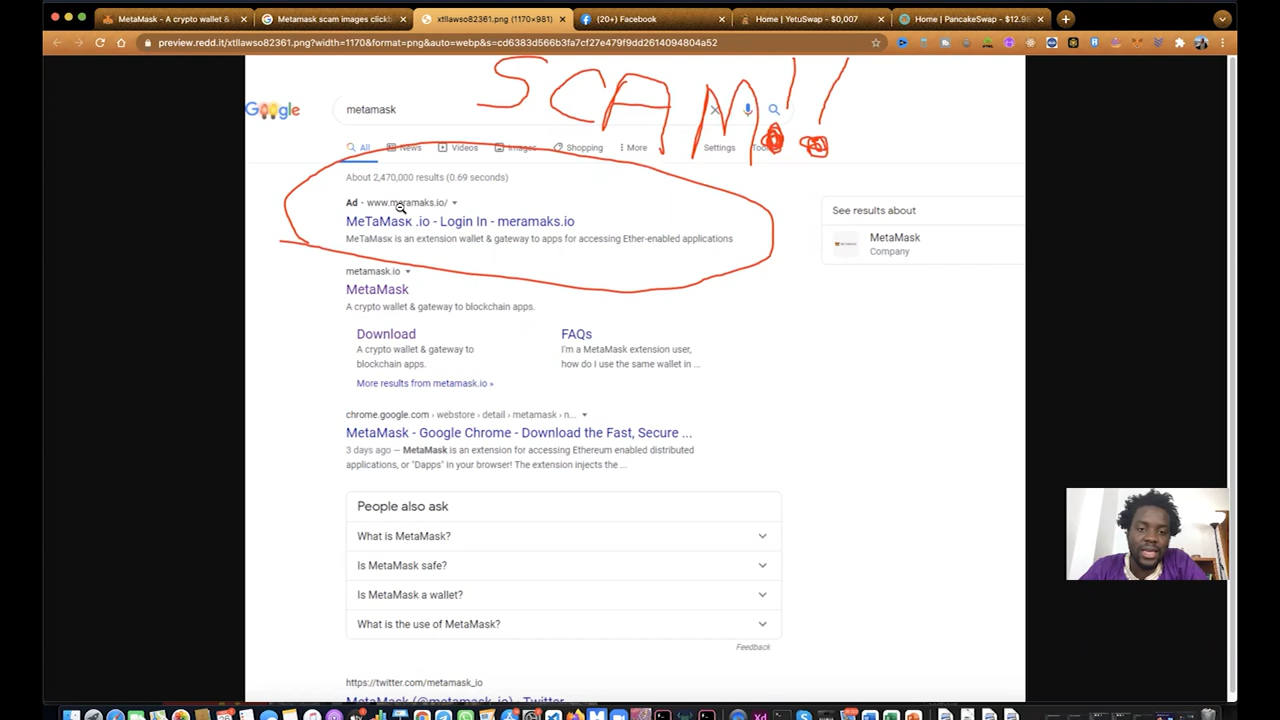 MetaMask - A crypto wallet &
Metamask scam images clickb
xtllawso82361.png (1170×981)
(20+) Facebook
Home | YetuSwap - $0,007
Home | PancakeSwap - $12.98
preview.redd.it/xtllawso82361.png?width=1170&format=png&auto=webp&s=cd6383d566b3fa7cf27e479f9dd2614094804a52
SCAM!!
Google
metamask
All
News
Videos
Images
Shopping
More
Settings
About 2,470,000 results (0.69 seconds)
Ad · www.meramaks.io/
MeTaMasк .io - Login In - meramaks.io
MeTaMasк is an extension wallet & gateway to apps for accessing Ether-enabled applications
See results about
MetaMask
Company
metamask.io
MetaMask
A crypto wallet & gateway to blockchain apps.
Download
A crypto wallet & gateway to
blockchain apps.
FAQs
I'm a MetaMask extension user,
how do I use the same wallet in ...
More results from metamask.io »
chrome.google.com › webstore › detail › metamask › n...
MetaMask - Google Chrome - Download the Fast, Secure ...
3 days ago — MetaMask is an extension for accessing Ethereum enabled distributed
applications, or "Dapps" in your browser! The extension injects the ...
People also ask
What is MetaMask?
Is MetaMask safe?
Is MetaMask a wallet?
What is the use of MetaMask?
Feedback
https://twitter.com/metamask_io
MetaMask (@metamask_io) - Twitter